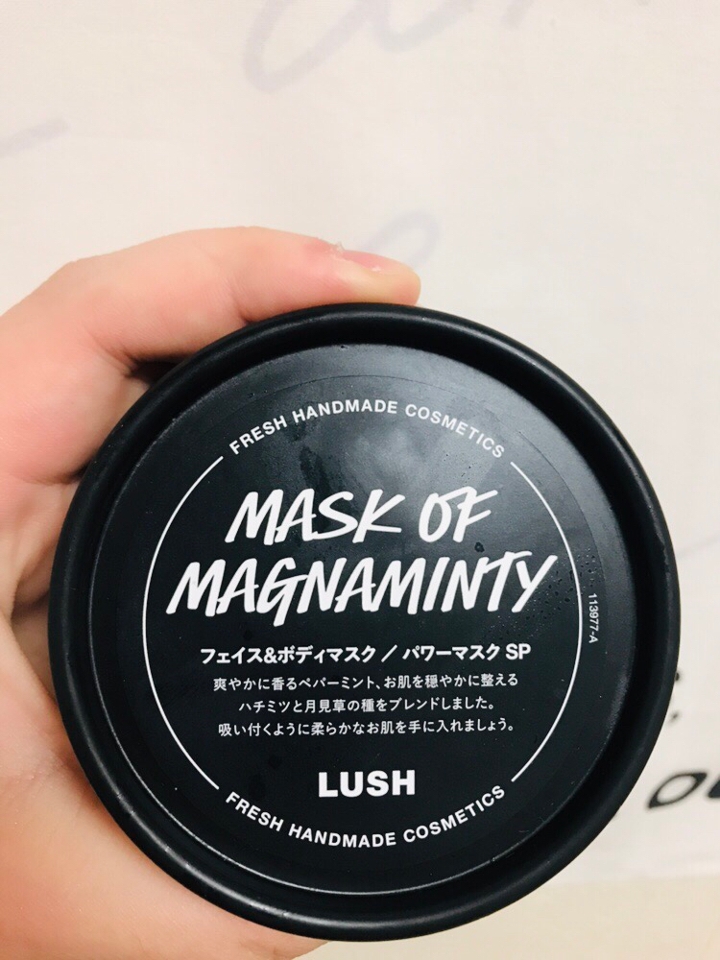 FRESH HANDMADE COSMETICS
MASK OF
MAGNAMINTY
フェイス&ボディマスク / パワーマスク SP
爽やかに香るペパーミント、お肌を穏やかに整える
ハチミツと月見草の種をブレンドしました。
吸い付くように柔らかなお肌を手に入れましょう。
LUSH
FRESH HANDMADE COSMETICS
113977-A